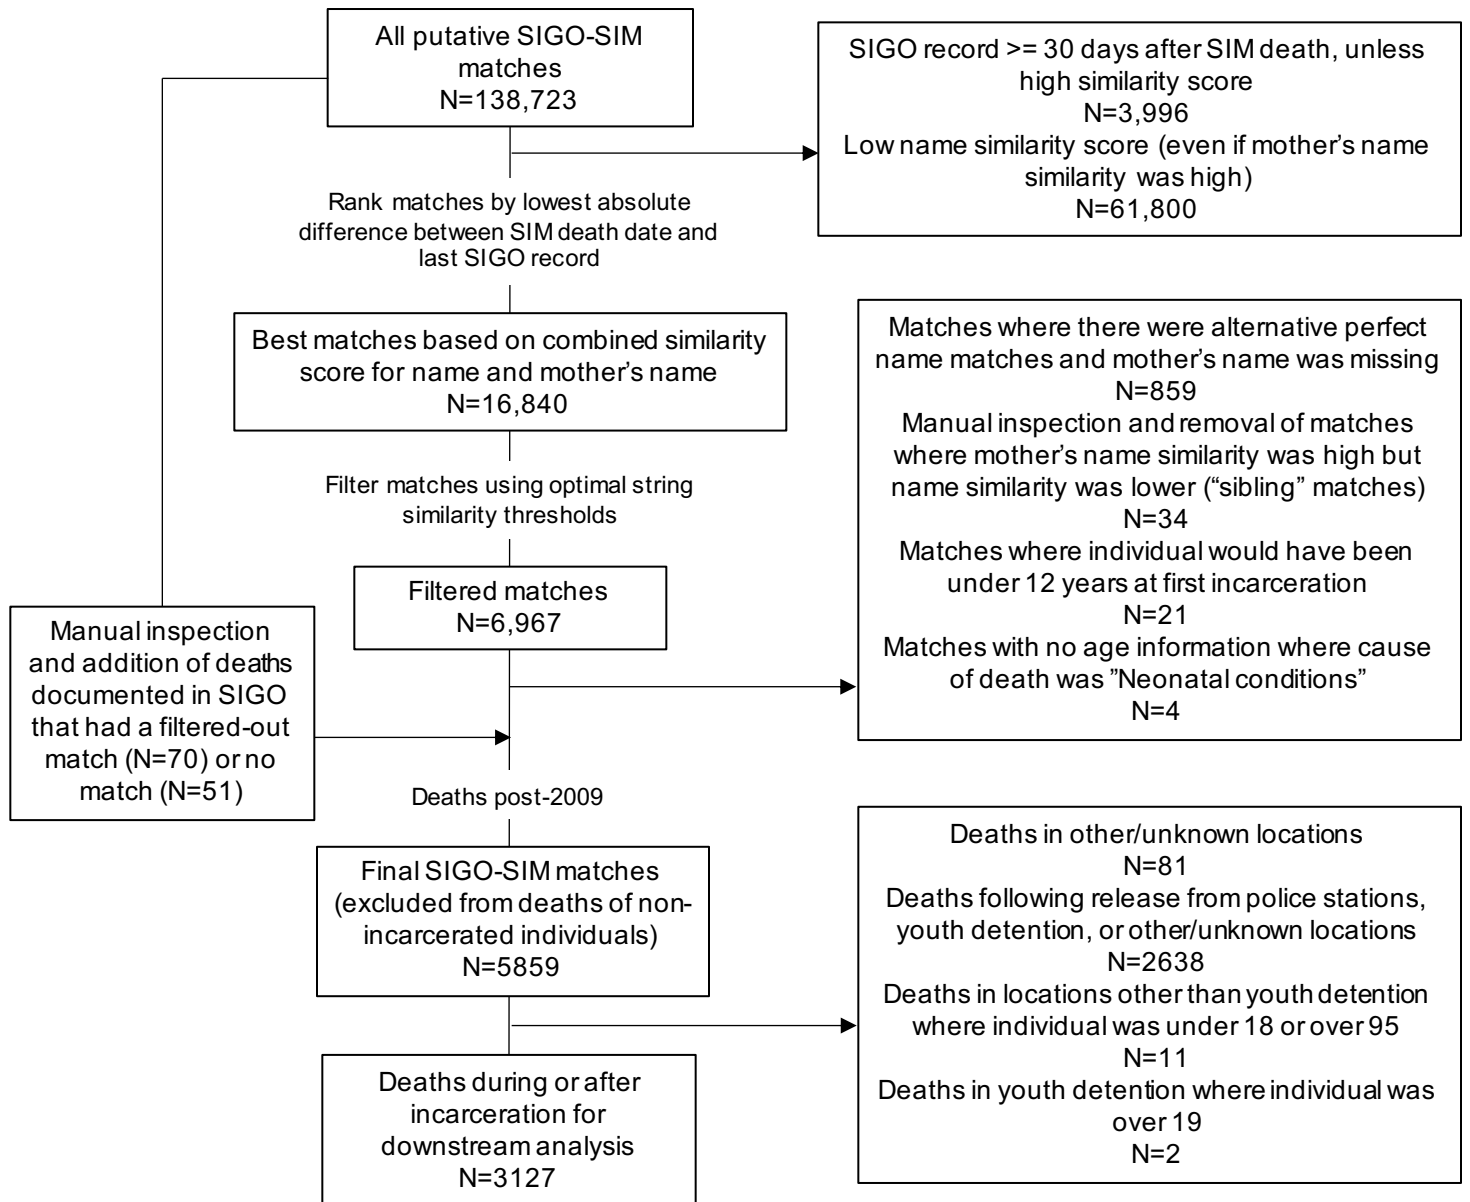 All putative SIGO-SIM
matches
N=138,723
SIGO record >= 30 days after SIM death, unless
high similarity score
N=3,996
Low name similarity score (even if mother’s name
similarity was high)
N=61,800
Rank matches by lowest absolute
difference between SIM death date and
last SIGO record
Best matches based on combined similarity
score for name and mother’s name
N=16,840
Matches where there were alternative perfect
name matches and mother’s name was missing
N=859
Manual inspection and removal of matches
where mother’s name similarity was high but
name similarity was lower (“sibling” matches)
N=34
Matches where individual would have been
under 12 years at first incarceration
N=21
Matches with no age information where cause
of death was ”Neonatal conditions”
N=4
Filter matches using optimal string
similarity thresholds
Filtered matches
N=6,967
Manual inspection
and addition of deaths
documented in SIGO
that had a filtered-out
match (N=70) or no
match (N=51)
Deaths post-2009
Final SIGO-SIM matches
(excluded from deaths of non-
incarcerated individuals)
N=5859
Deaths in other/unknown locations
N=81
Deaths following release from police stations,
youth detention, or other/unknown locations
N=2638
Deaths in locations other than youth detention
where individual was under 18 or over 95
N=11
Deaths in youth detention where individual was
over 19
N=2
Deaths during or after
incarceration for
downstream analysis
N=3127